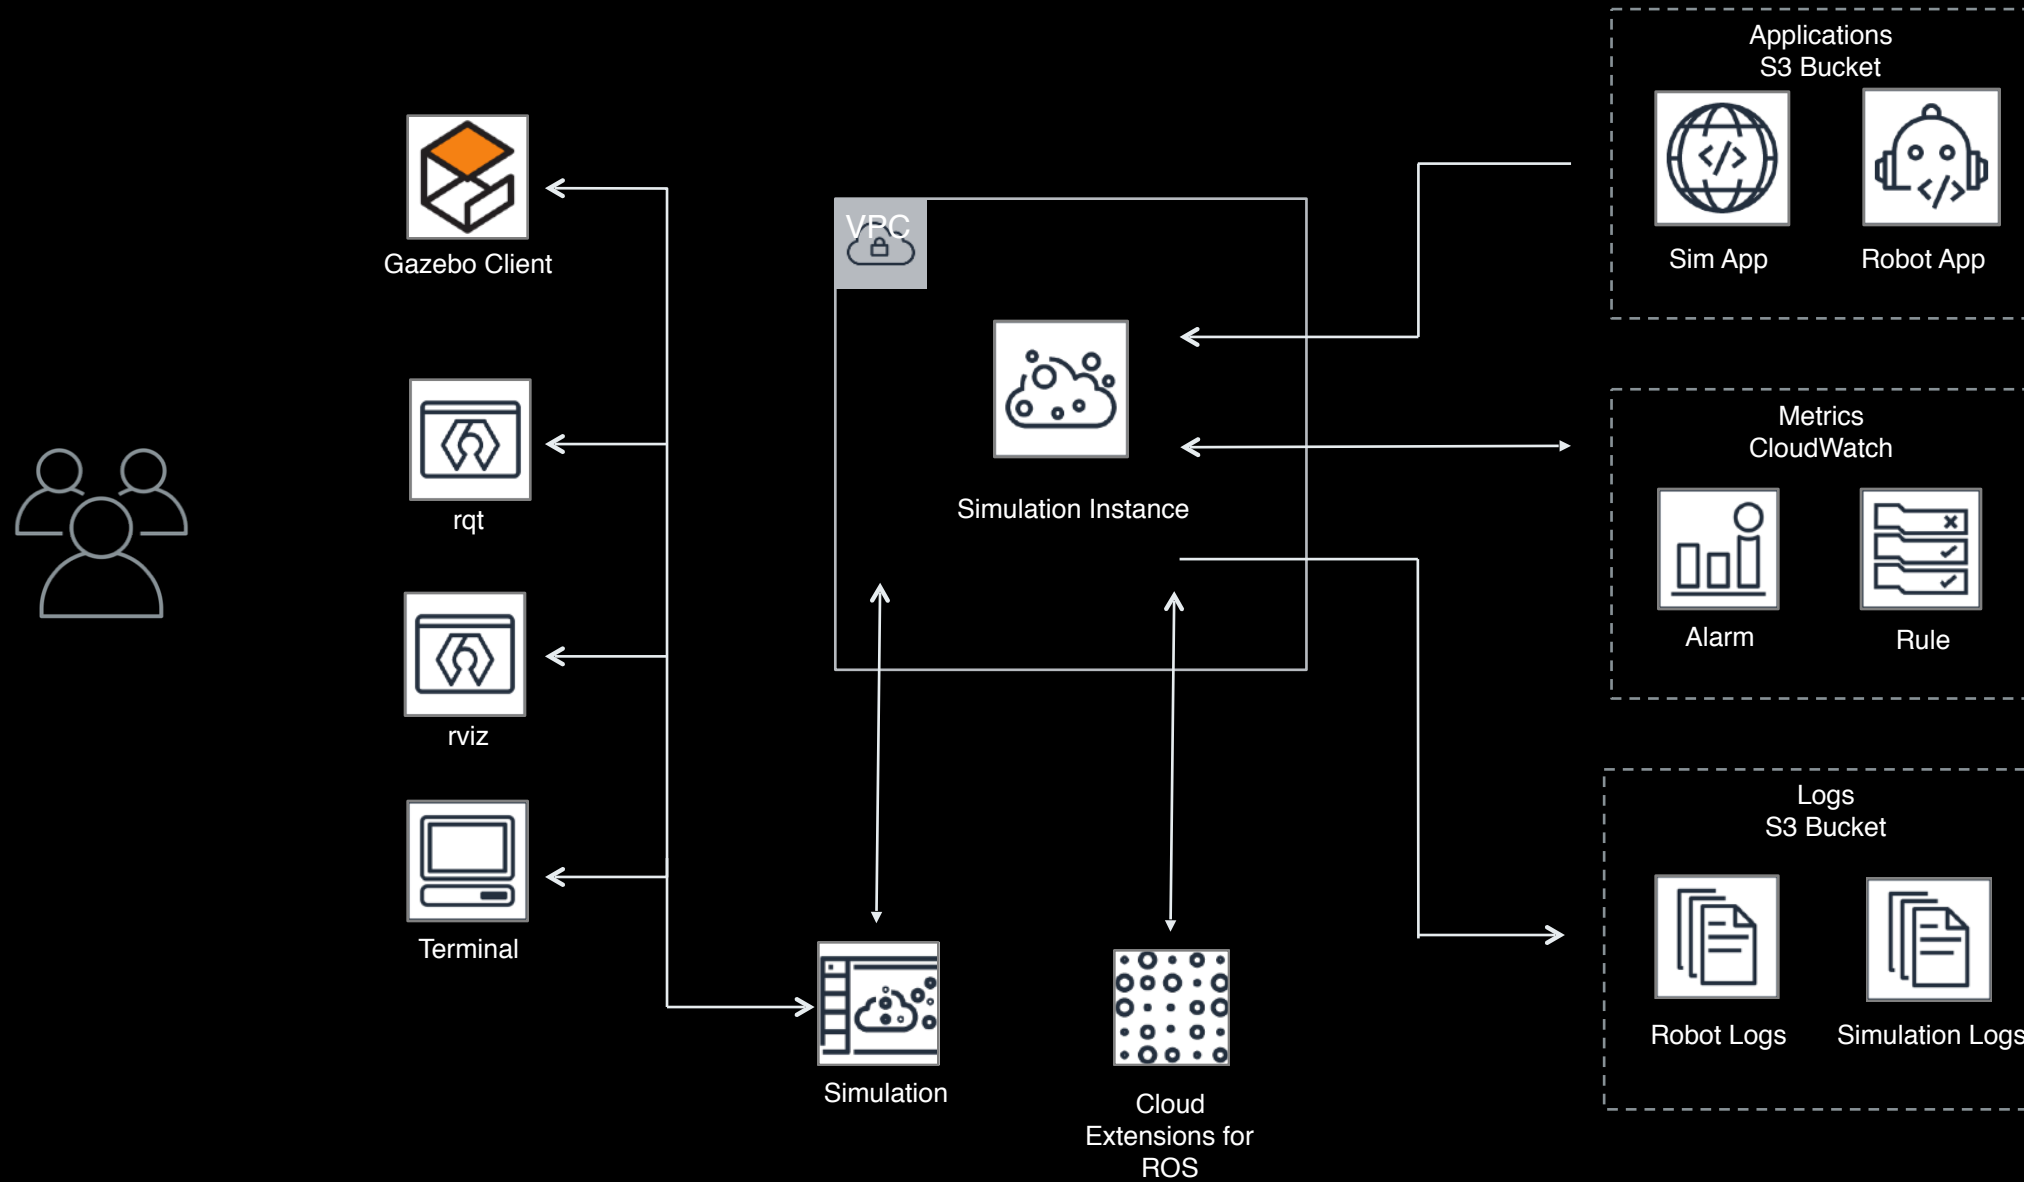 Applications
S3 Bucket
Sim App
Robot App
Gazebo Client
VPC
rqt
Simulation Instance
Metrics
CloudWatch
Alarm
Rule
rviz
Terminal
Logs
S3 Bucket
Robot Logs
Simulation Logs
Simulation
Cloud
Extensions for
ROS